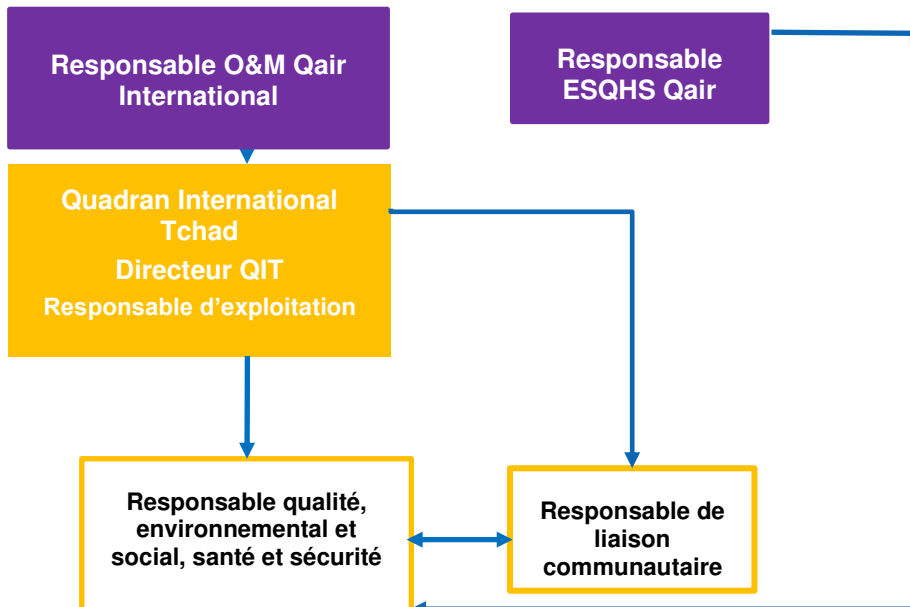 Responsable O&M Qair
International
Responsable
ESQHS Qair
Quadran International
Tchad
Directeur QIT
Responsable d'exploitation
Responsable qualité,
environnemental et
social, santé et sécurité
Responsable de
liaison
communautaire